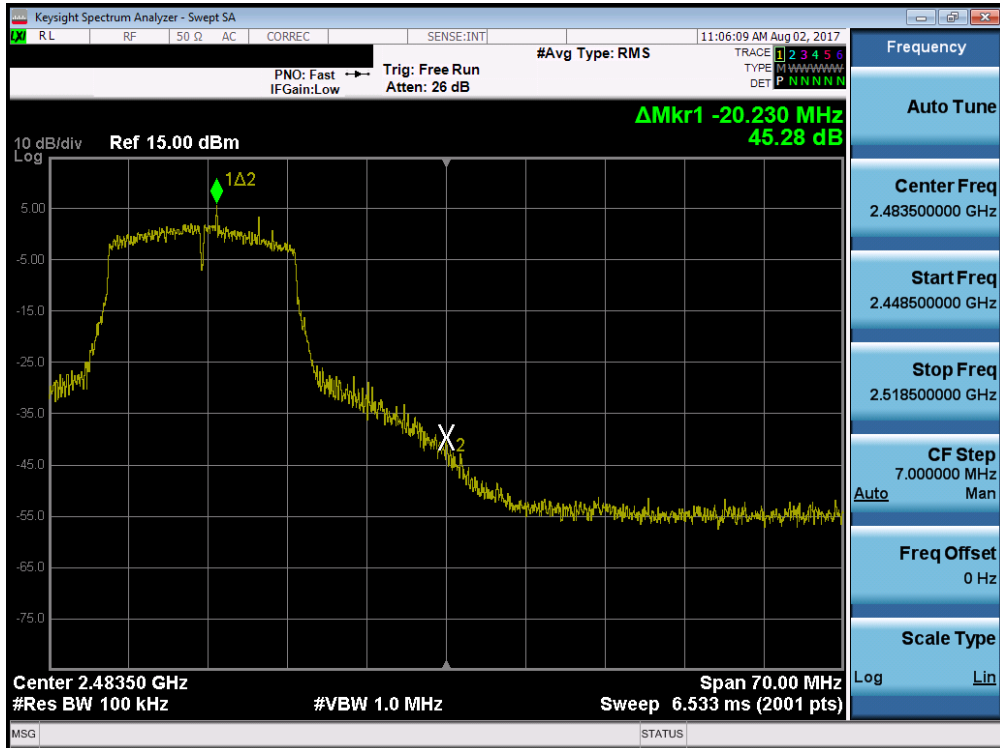 Keysight Spectrum Analyzer - Swept SA
LXI RL RF 50 Ω AC CORREC SENSE:INT 11:06:09 AM Aug 02, 2017
PNO: Fast
IFGain:Low
Trig: Free Run
Atten: 26 dB
#Avg Type: RMS
TRACE 1 2 3 4 5 6
TYPE M WWWWW
DET P N N N N N
ΔMkr1 -20.230 MHz
45.28 dB
10 dB/div Ref 15.00 dBm
Log
1Δ2
5.00
-5.00
-15.0
-25.0
-35.0
2
-45.0
-55.0
-65.0
-75.0
Center 2.48350 GHz Span 70.00 MHz
#Res BW 100 kHz #VBW 1.0 MHz Sweep 6.533 ms (2001 pts)
MSG STATUS
Frequency
Auto Tune
Center Freq
2.483500000 GHz
Start Freq
2.448500000 GHz
Stop Freq
2.518500000 GHz
CF Step
7.000000 MHz
Auto Man
Freq Offset
0 Hz
Scale Type
Log Lin